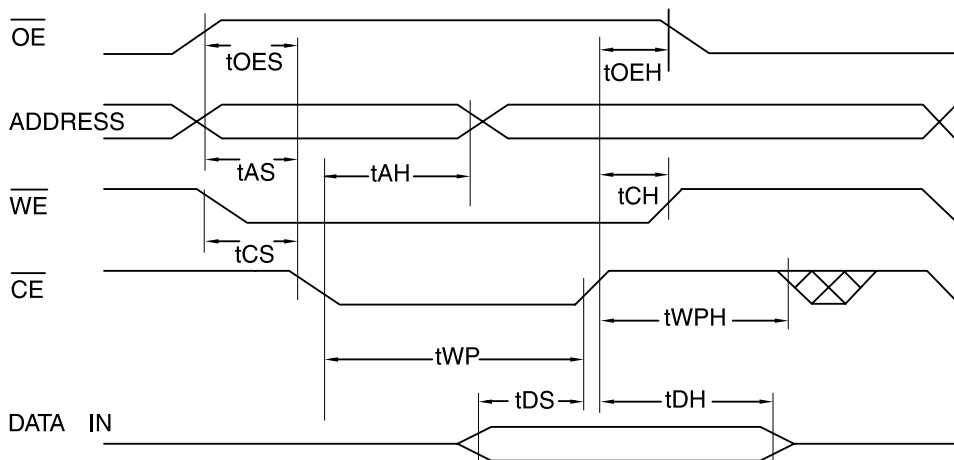 OE
tOES
tOEH
ADDRESS
tAS
tAH
tCH
WE
tCS
CE
tWPH
tWP
tDS
tDH
DATA IN